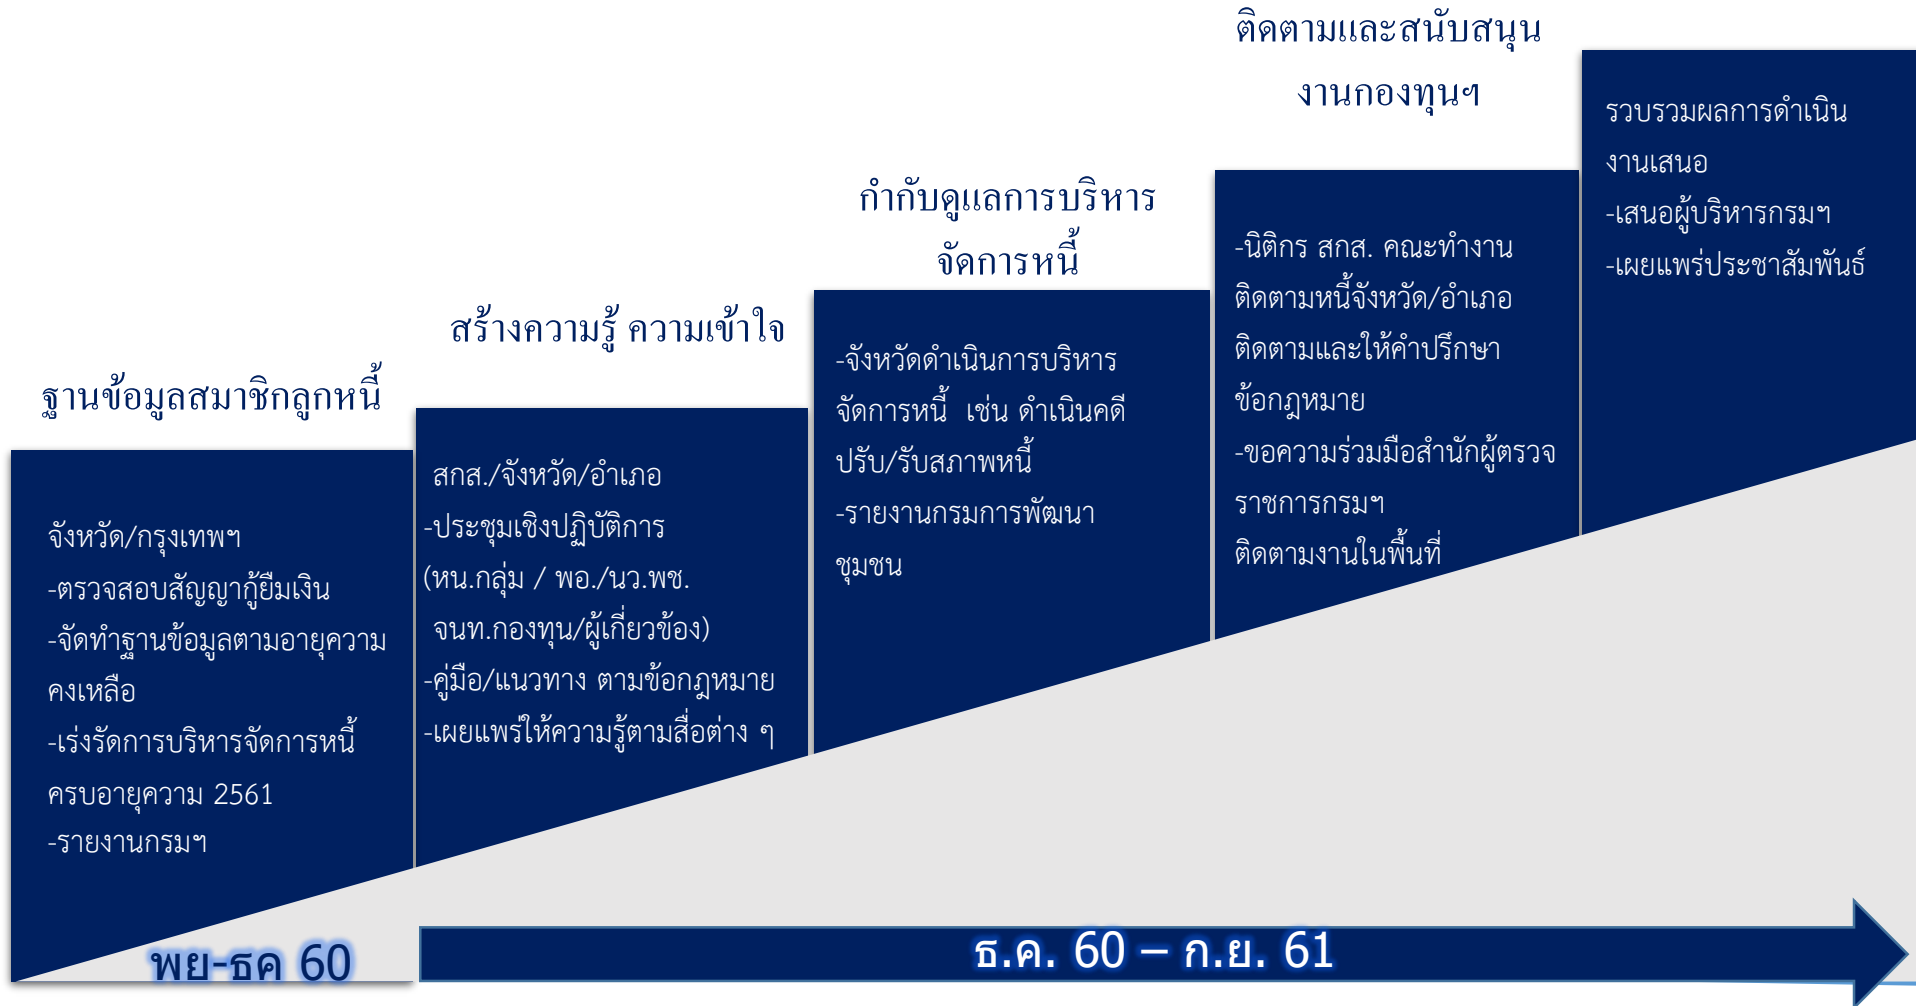 ฐานข้อมูลสมาชิกลูกหนี้
จังหวัด/กรุงเทพฯ
-ตรวจสอบสัญญากู้ยืมเงิน
-จัดทำฐานข้อมูลตามอายุความ
คงเหลือ
-เร่งรัดการบริหารจัดการหนี้
ครบอายุความ 2561
-รายงานกรมฯ
สร้างความรู้ ความเข้าใจ
สกส./จังหวัด/อำเภอ
-ประชุมเชิงปฏิบัติการ
(หน.กลุ่ม / พอ./นว.พช.
จนท.กองทุน/ผู้เกี่ยวข้อง)
-คู่มือ/แนวทาง ตามข้อกฎหมาย
-เผยแพร่ให้ความรู้ตามสื่อต่าง ๆ
กำกับดูแลการบริหาร
จัดการหนี้
-จังหวัดดำเนินการบริหาร
จัดการหนี้ เช่น ดำเนินคดี
ปรับ/รับสภาพหนี้
-รายงานกรมการพัฒนา
ชุมชน
ติดตามและสนับสนุน
งานกองทุนฯ
-นิติกร สกส. คณะทำงาน
ติดตามหนี้จังหวัด/อำเภอ
ติดตามและให้คำปรึกษา
ข้อกฎหมาย
-ขอความร่วมมือสำนักผู้ตรวจ
ราชการกรมฯ
ติดตามงานในพื้นที่
รวบรวมผลการดำเนิน
งานเสนอ
-เสนอผู้บริหารกรมฯ
-เผยแพร่ประชาสัมพันธ์
พย-ธค 60
ธ.ค. 60 – ก.ย. 61